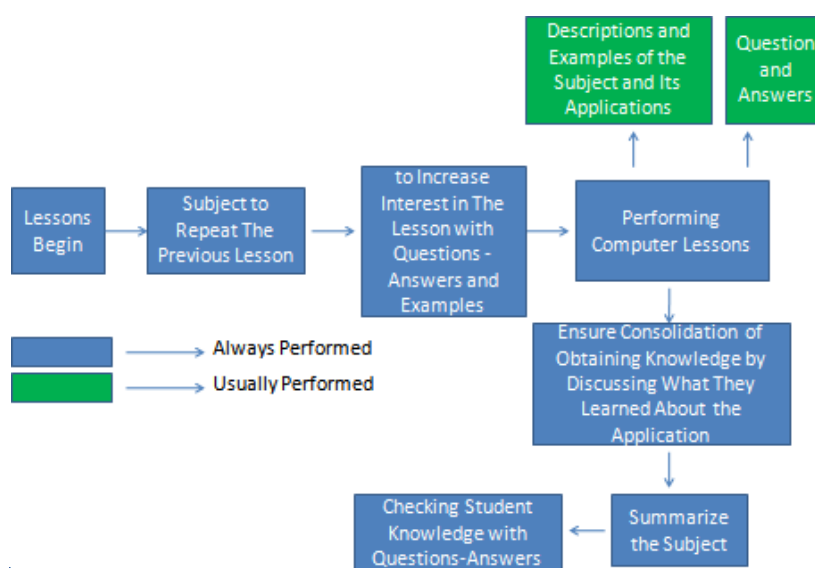 Descriptions and
Examples of the
Subject and Its
Applications
Question
and
Answers
Lessons
Begin
Subject to
Repeat The
Previous Lesson
to Increase
Interest in The
Lesson with
Questions -
Answers and
Examples
Performing
Computer Lessons
Always Performed
Usually Performed
Ensure Consolidation of
Obtaining Knowledge by
Discussing What They
Learned About the
Application
Summarize
the Subject
Checking Student
Knowledge with
Questions-Answers